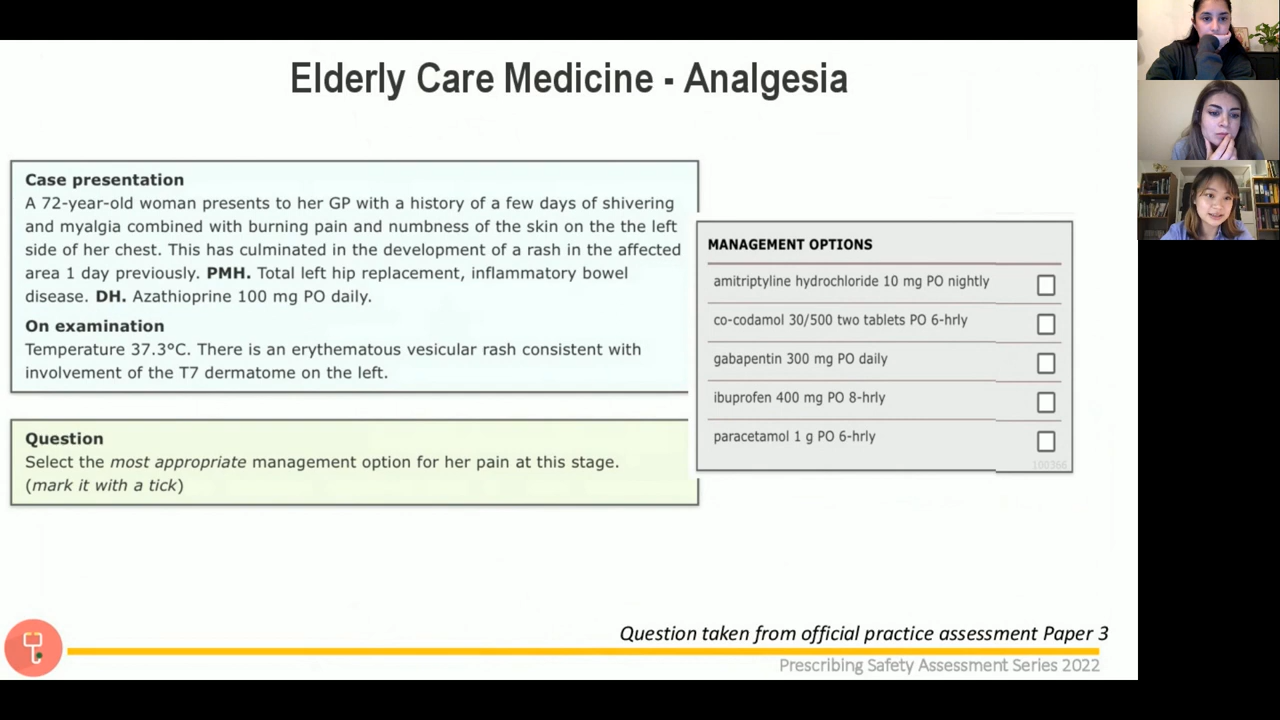 Elderly Care Medicine - Analgesia
Case presentation
A 72-year-old woman presents to her GP with a history of a few days of shivering
and myalgia combined with burning pain and numbness of the skin on the the left
side of her chest. This has culminated in the development of a rash in the affected
area 1 day previously. PMH. Total left hip replacement, inflammatory bowel
disease. DH. Azathioprine 100 mg PO daily.
On examination
Temperature 37.3°C. There is an erythematous vesicular rash consistent with
involvement of the T7 dermatome on the left.
Question
Select the most appropriate management option for her pain at this stage.
(mark it with a tick)
MANAGEMENT OPTIONS
amitriptyline hydrochloride 10 mg PO nightly
co-codamol 30/500 two tablets PO 6-hrly
gabapentin 300 mg PO daily
ibuprofen 400 mg PO 8-hrly
paracetamol 1 g PO 6-hrly
100366
Question taken from official practice assessment Paper 3
Prescribing Safety Assessment Series 2022